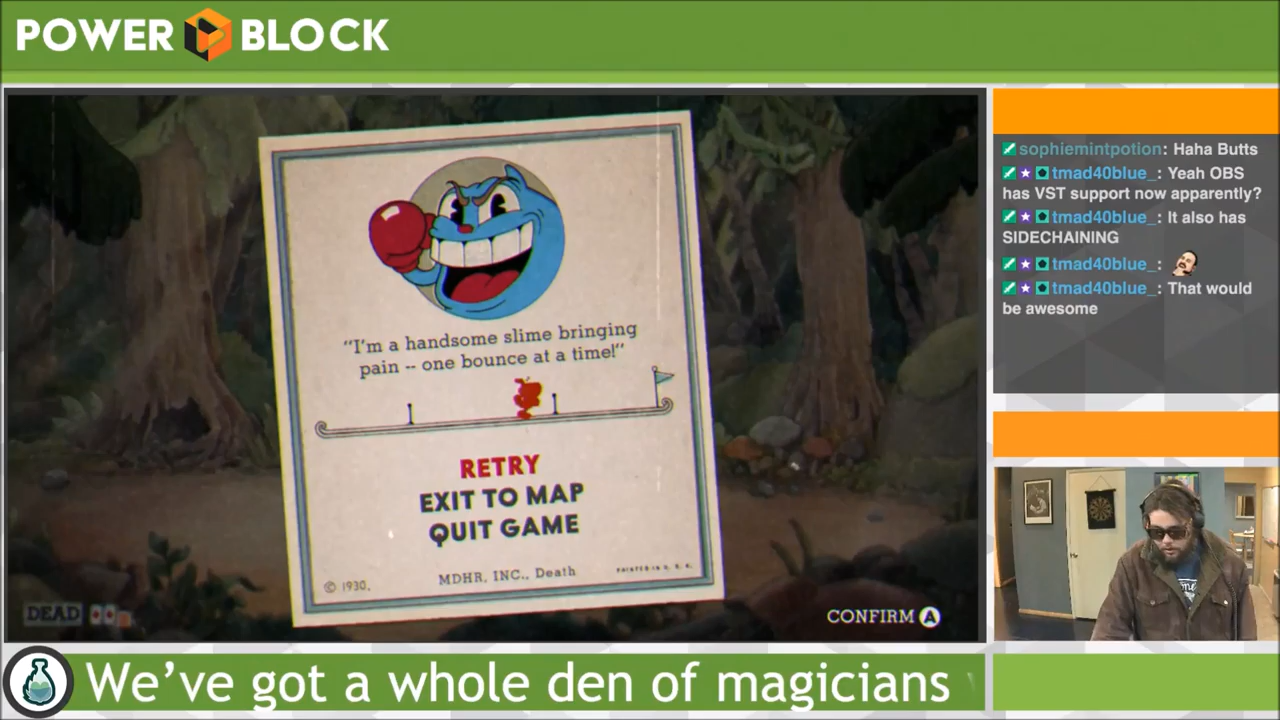 POWER BLOCK
"I'm a handsome slime bringing
pain -- one bounce at a time!"
RETRY
EXIT TO MAP
QUIT GAME
© 1930.
MDHR, INC., Death
PRINTED IN U. S. A.
DEAD
CONFIRM A
sophiemintpotion: Haha Butts
tmad40blue_: Yeah OBS
has VST support now apparently?
tmad40blue_: It also has
SIDECHAINING
tmad40blue_:
tmad40blue_: That would
be awesome
We've got a whole den of magicians